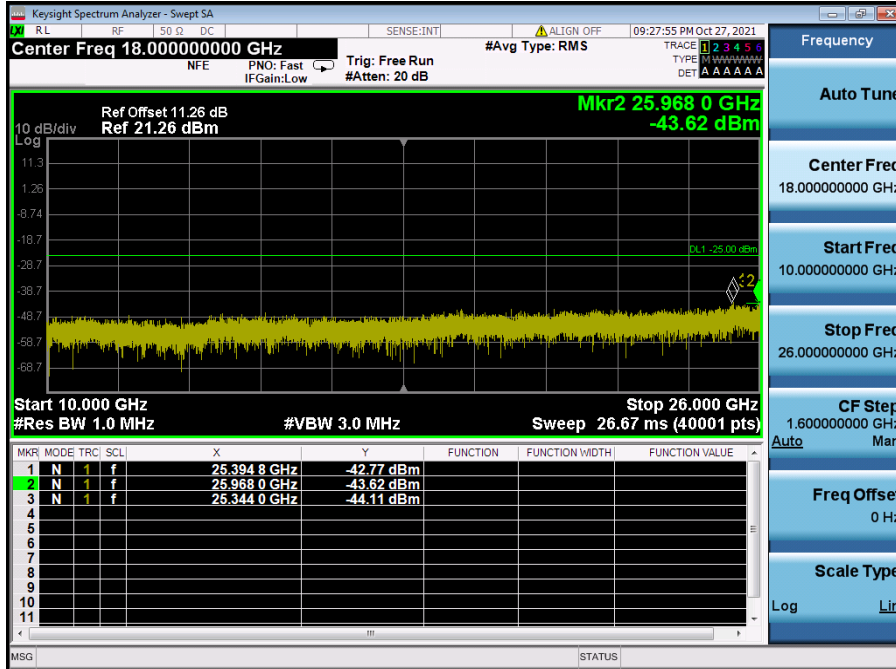 Keysight Spectrum Analyzer - Swept SA
LXI RL RF 50 Ω DC SENSE:INT ALIGN OFF 09:27:55 PM Oct 27, 2021
Center Freq 18.000000000 GHz
NFE
PNO: Fast
IFGain:Low
Trig: Free Run
#Atten: 20 dB
#Avg Type: RMS
TRACE 1 2 3 4 5 6
TYPE M WWWWW
DET A A A A A A
Ref Offset 11.26 dB
10 dB/div Ref 21.26 dBm
Log
Mkr2 25.968 0 GHz
-43.62 dBm
11.3
1.26
-8.74
-18.7
DL1 -25.00 dBm
-28.7
-38.7
2
-48.7
-58.7
-68.7
Start 10.000 GHz Stop 26.000 GHz
#Res BW 1.0 MHz #VBW 3.0 MHz Sweep 26.67 ms (40001 pts)
MKR MODE TRC SCL X Y FUNCTION FUNCTION WIDTH FUNCTION VALUE
1 N 1 f 25.394 8 GHz -42.77 dBm
2 N 1 f 25.968 0 GHz -43.62 dBm
3 N 1 f 25.344 0 GHz -44.11 dBm
4
5
6
7
8
9
10
11
MSG STATUS
Frequency
Auto Tune
Center Freq
18.000000000 GHz
Start Freq
10.000000000 GHz
Stop Freq
26.000000000 GHz
CF Step
1.600000000 GHz
Auto Man
Freq Offset
0 Hz
Scale Type
Log Lin